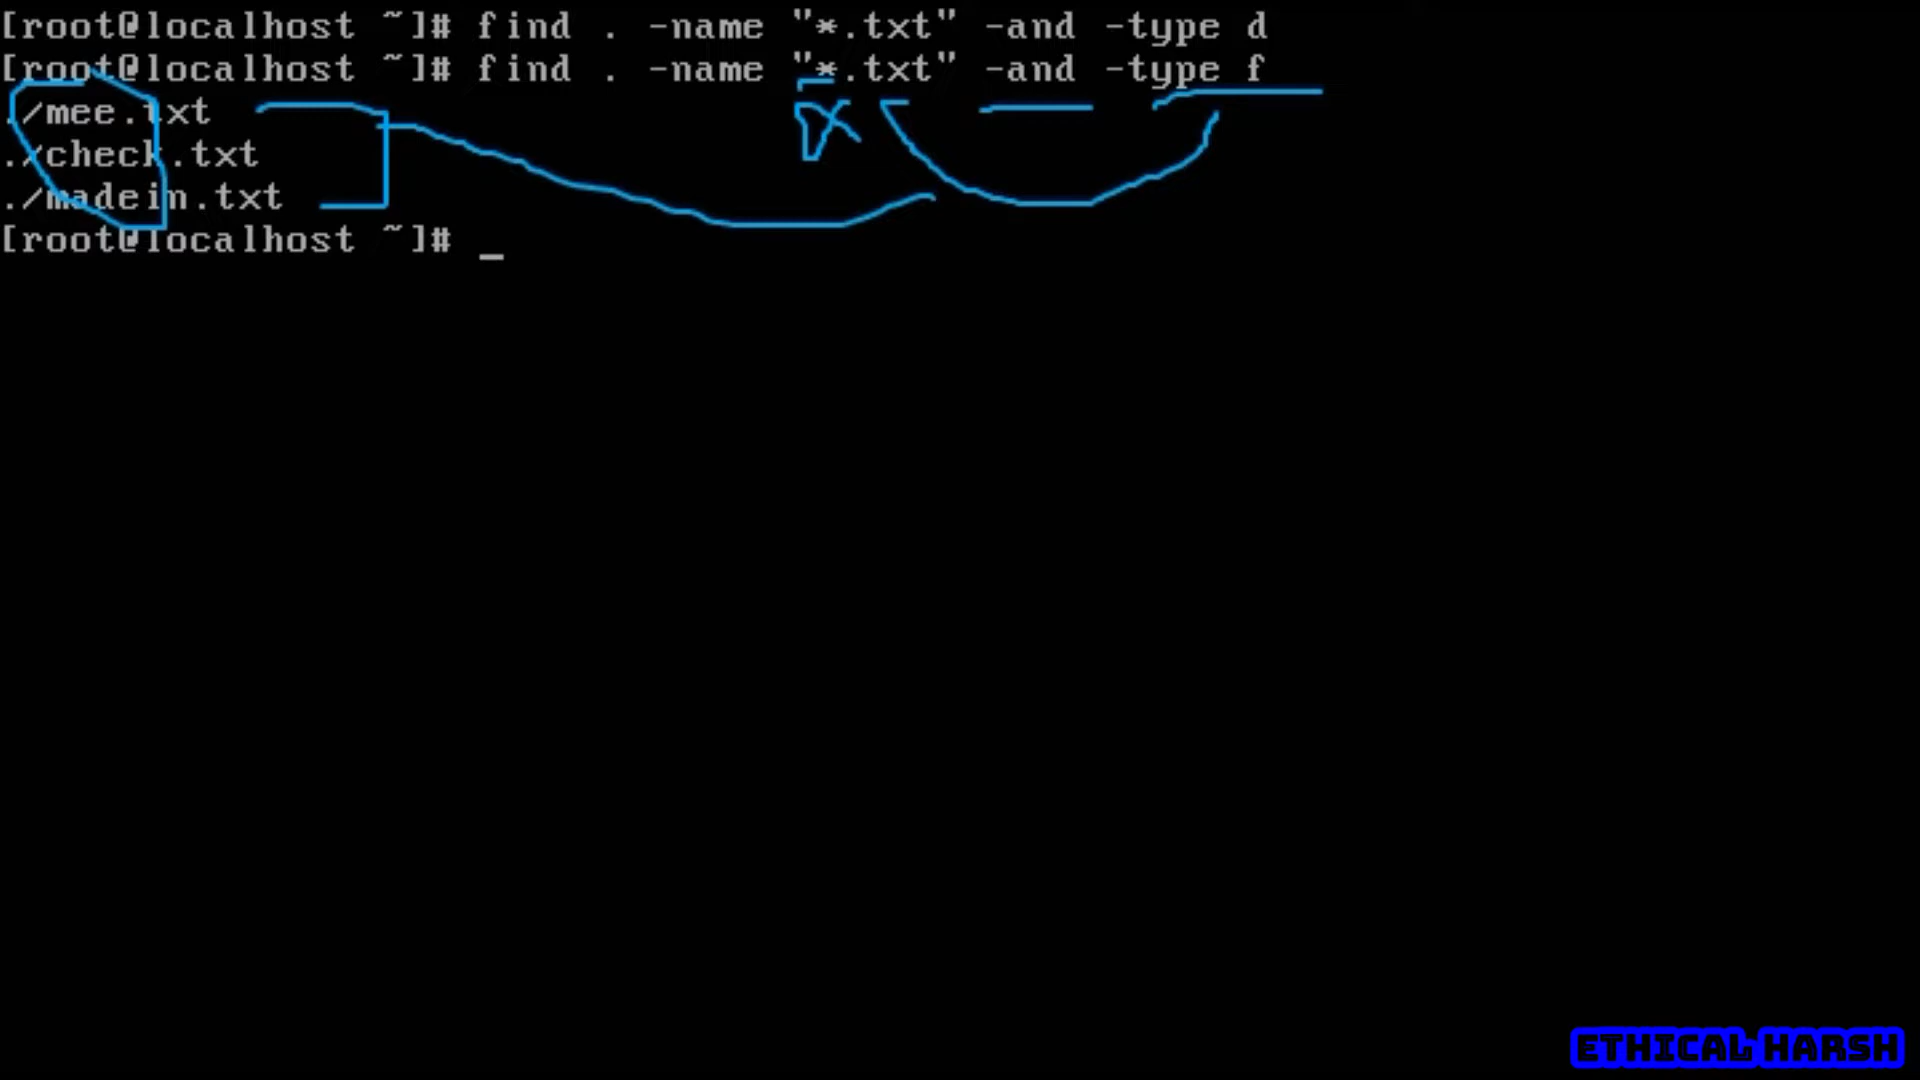 [root@localhost ~]# find . -name "*.txt" -and -type d
[root@localhost ~]# find . -name "*.txt" -and -type f
./mee.txt
./check.txt
./madein.txt
[root@localhost ~]# _
ETHICAL HARSH